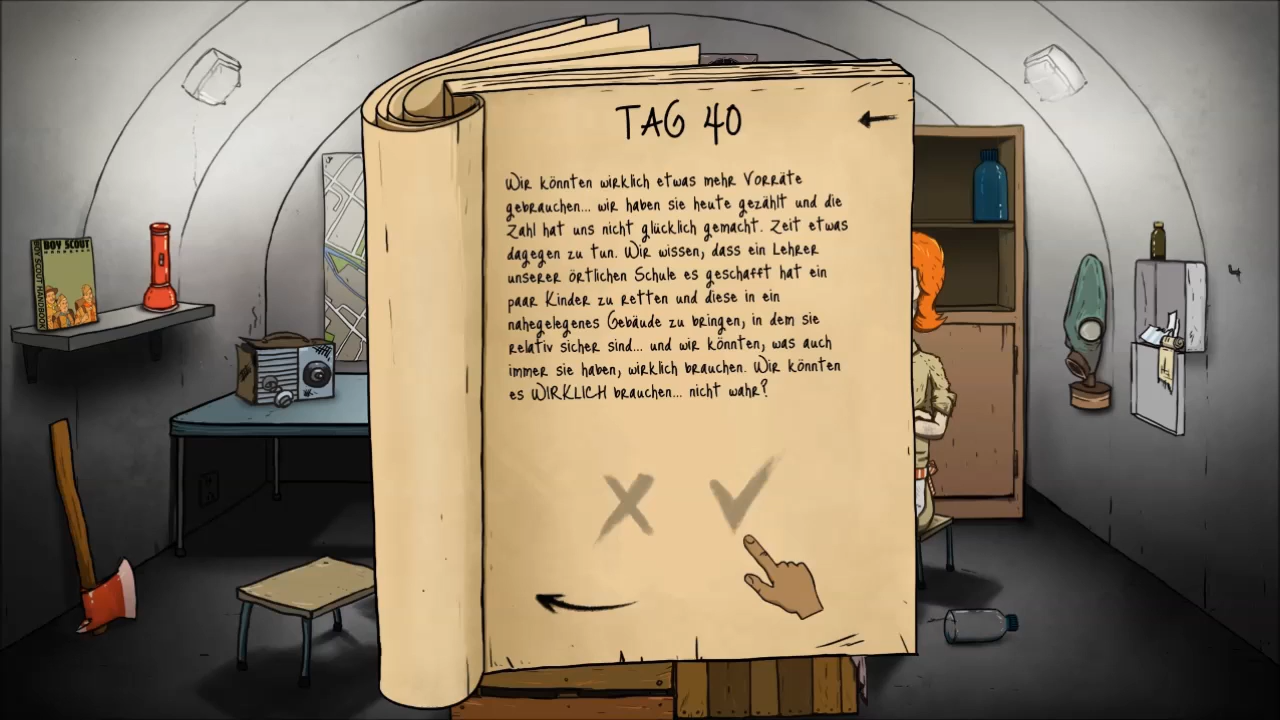 TAG 40
Wir könnten wirklich etwas mehr Vorräte
gebrauchen... wir haben sie heute gezählt und die
Zahl hat uns nicht glücklich gemacht. Zeit etwas
dagegen zu tun. Wir wissen, dass ein Lehrer
unserer örtlichen Schule es geschafft hat ein
paar Kinder zu retten und diese in ein
nahegelegenes Gebäude zu bringen, in dem sie
relativ sicher sind... und wir könnten, was auch
immer sie haben, wirklich brauchen. Wir könnten
es WIRKLICH brauchen... nicht wahr?
BOY SCOUT
BOY SCOUT HANDBOOK